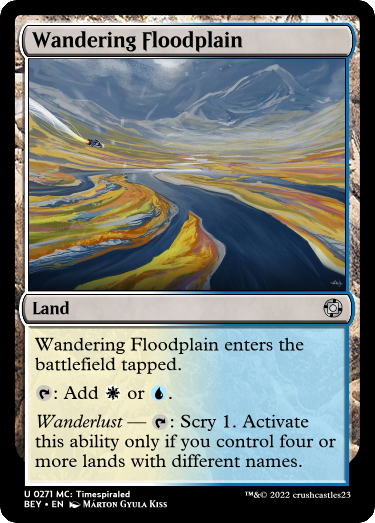 Wandering Floodplain
Land
Wandering Floodplain enters the
battlefield tapped.
: Add or .
Wanderlust — : Scry 1. Activate
this ability only if you control four or
more lands with different names.
U 0271 MC: Timespiraled
BEY • EN Márton Gyula Kiss
™&© 2022 crushcastles23